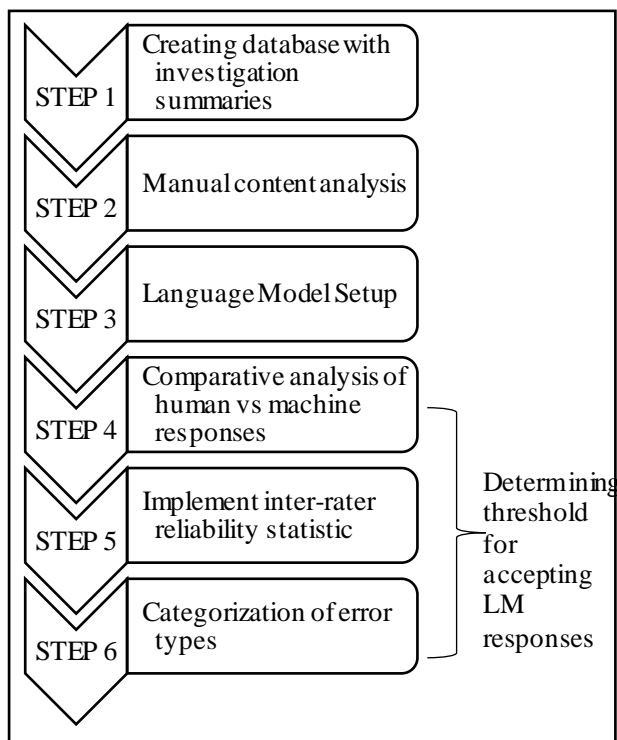 STEP 1
Creating database with
investigation
summaries
STEP 2
Manual content analysis
STEP 3
Language Model Setup
STEP 4
Comparative analysis of
human vs machine
responses
STEP 5
Implement inter-rater
reliability statistic
STEP 6
Categorization of error
types
Determining
threshold
for
accepting
LM
responses